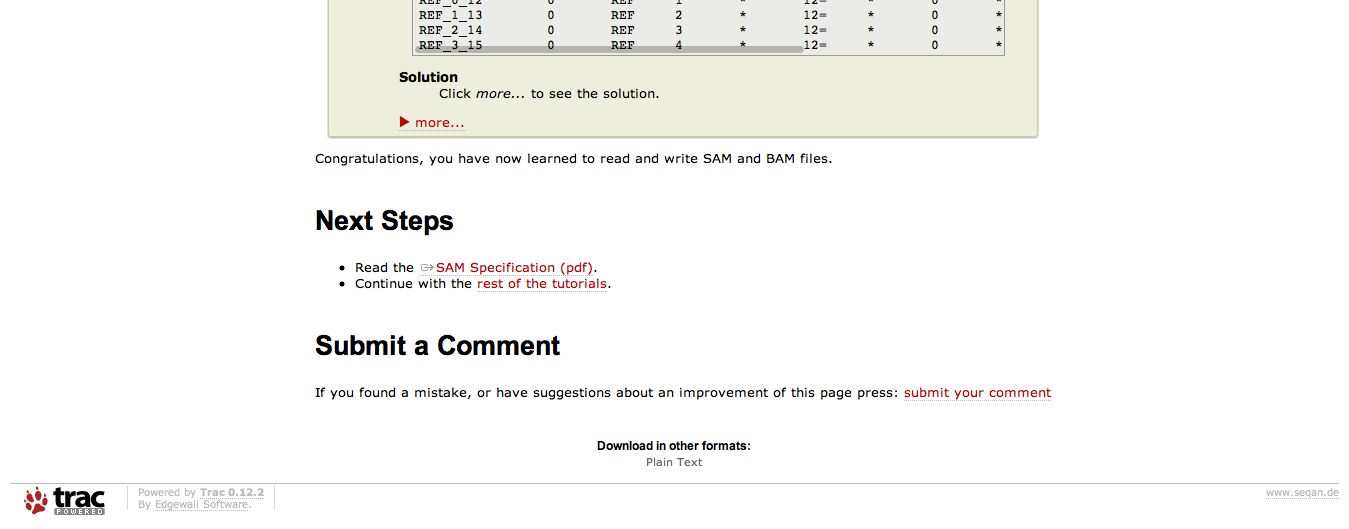 REF_0_12 0 REF 1 * 12= * 0 *
REF_1_13 0 REF 2 * 12= * 0 *
REF_2_14 0 REF 3 * 12= * 0 *
REF_3_15 0 REF 4 * 12= * 0 *
Solution
Click more... to see the solution.
more...
Congratulations, you have now learned to read and write SAM and BAM files.
Next Steps
• Read the SAM Specification (pdf).
• Continue with the rest of the tutorials.
Submit a Comment
If you found a mistake, or have suggestions about an improvement of this page press: submit your comment
Download in other formats:
Plain Text
trac
POWERED
Powered by Trac 0.12.2
By Edgewall Software.
www.seqan.de